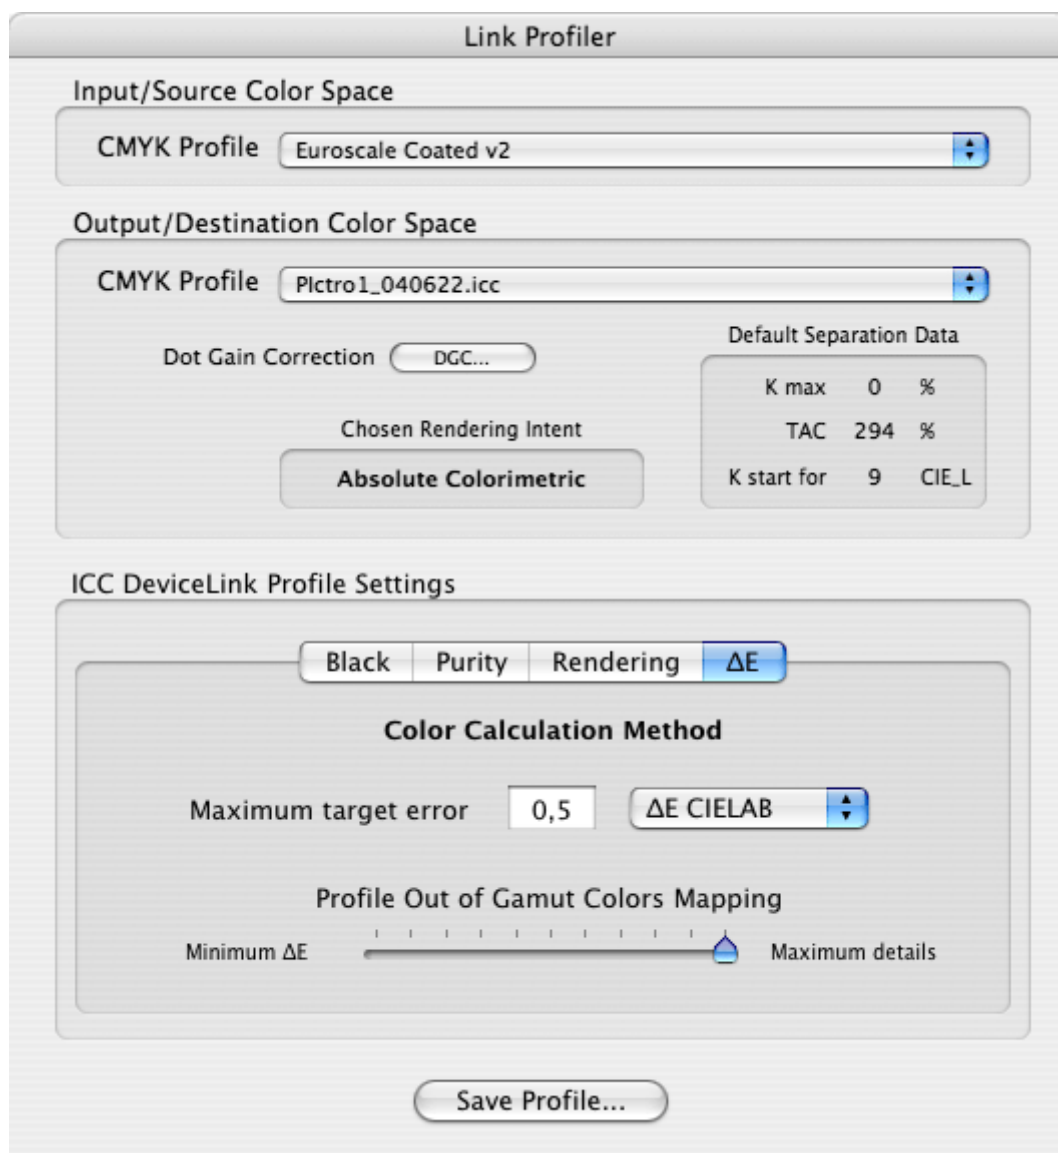 Link Profiler
Input/Source Color Space
CMYK Profile Euroscale Coated v2
Output/Destination Color Space
CMYK Profile Plctro1_040622.icc
Default Separation Data
Dot Gain Correction DGC...
K max 0 %
Chosen Rendering Intent
TAC 294 %
Absolute Colorimetric
K start for 9 CIE_L
ICC DeviceLink Profile Settings
Black Purity Rendering ΔE
Color Calculation Method
Maximum target error 0,5 ΔE CIELAB
Profile Out of Gamut Colors Mapping
Minimum ΔE Maximum details
Save Profile...